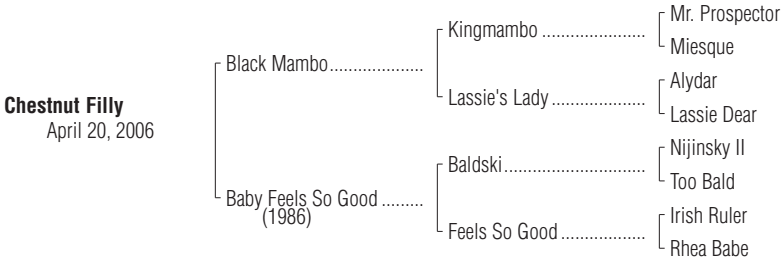 Mr. Prospector
Kingmambo ......................
Miesque
Black Mambo....................
Alydar
Lassie's Lady ....................
Lassie Dear
Chestnut Filly
April 20, 2006
Nijinsky II
Baldski..............................
Too Bald
Baby Feels So Good .........
(1986)
Irish Ruler
Feels So Good ..................
Rhea Babe